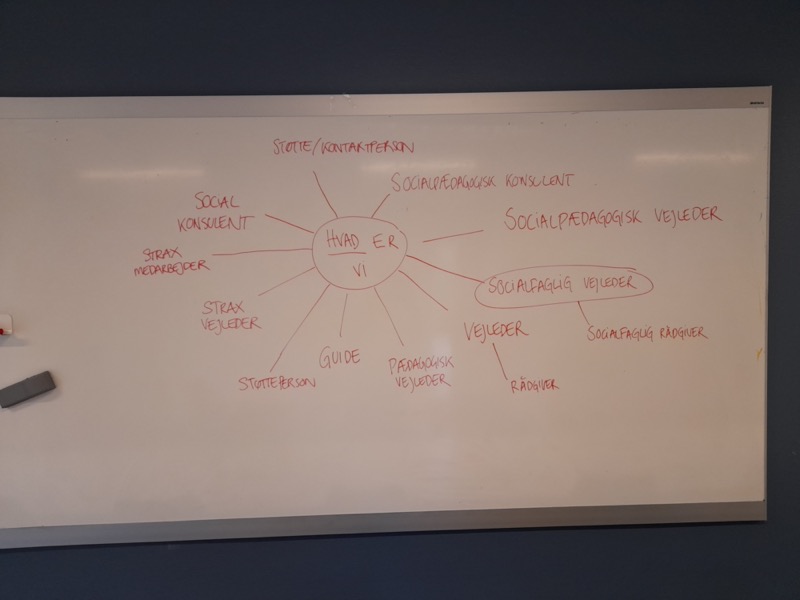 STØTTE/KONTAKTPERSON
SOCIALPÆDAGOGISK KONSULENT
SOCIALPÆDAGOGISK VEJLEDER
SOCIAL
KONSULENT
HVAD ER
VI
STRAX
MEDARBEJDER
SOCIALFAGLIG VEJLEDER
SOCIALFAGLIG RÅDGIVER
STRAX
VEJLEDER
VEJLEDER
RÅDGIVER
GUIDE
PÆDAGOGISK
VEJLEDER
STØTTEPERSON